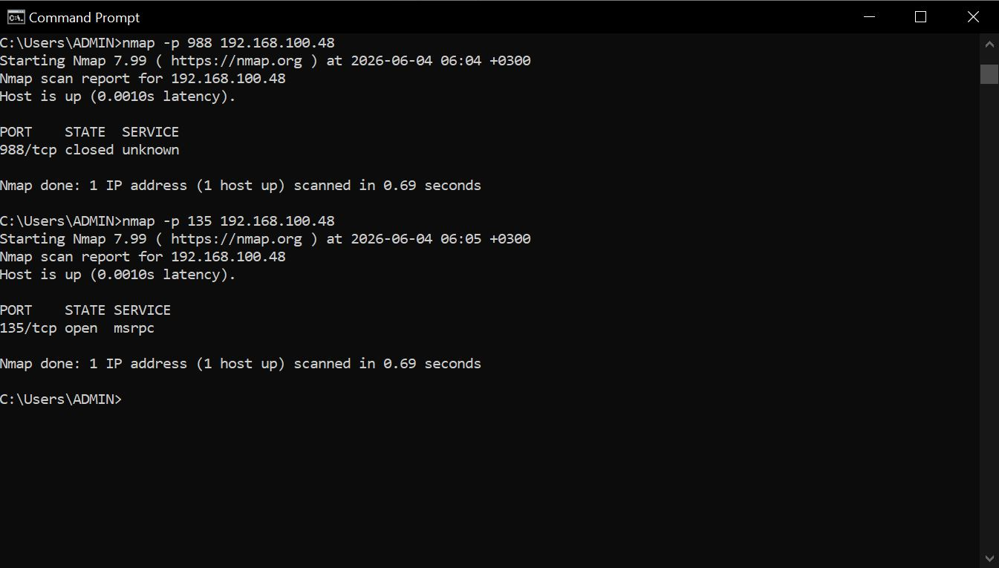 Command Prompt
C:\Users\ADMIN>nmap -p 988 192.168.100.48
Starting Nmap 7.99 ( https://nmap.org ) at 2026-06-04 06:04 +0300
Nmap scan report for 192.168.100.48
Host is up (0.0010s latency).
PORT    STATE  SERVICE
988/tcp closed unknown
Nmap done: 1 IP address (1 host up) scanned in 0.69 seconds
C:\Users\ADMIN>nmap -p 135 192.168.100.48
Starting Nmap 7.99 ( https://nmap.org ) at 2026-06-04 06:05 +0300
Nmap scan report for 192.168.100.48
Host is up (0.0010s latency).
PORT    STATE SERVICE
135/tcp open  msrpc
Nmap done: 1 IP address (1 host up) scanned in 0.69 seconds
C:\Users\ADMIN>